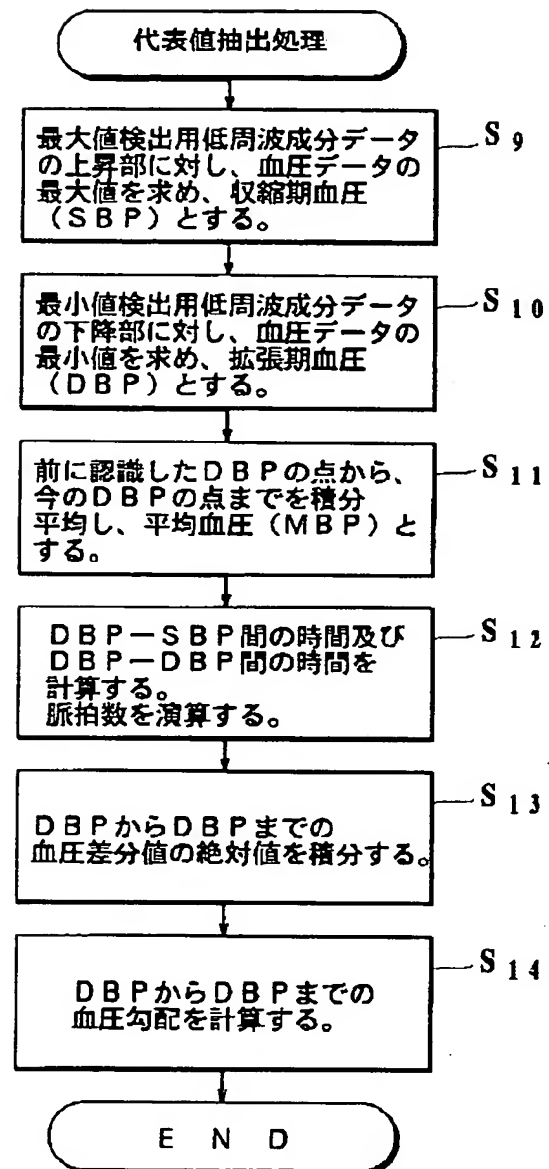 代表値抽出処理
最大値検出用低周波成分データ
の上昇部に対し、血圧データの
最大値を求め、収縮期血圧
（ＳＢＰ）とする。
S 9
最小値検出用低周波成分データ
の下降部に対し、血圧データの
最小値を求め、拡張期血圧
（ＤＢＰ）とする。
S 10
前に認識したＤＢＰの点から、
今のＤＢＰの点までを積分
平均し、平均血圧（ＭＢＰ）と
する。
S 11
ＤＢＰ－ＳＢＰ間の時間及び
ＤＢＰ－ＤＢＰ間の時間を
計算する。
脈拍数を演算する。
S 12
ＤＢＰからＤＢＰまでの
血圧差分値の絶対値を積分する。
S 13
ＤＢＰからＤＢＰまでの
血圧勾配を計算する。
S 14
Ｅ Ｎ Ｄ